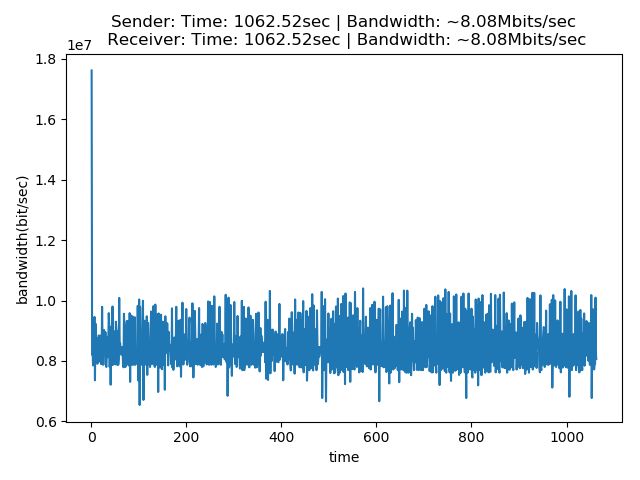 Sender: Time: 1062.52sec | Bandwidth: ~8.08Mbits/sec
Receiver: Time: 1062.52sec | Bandwidth: ~8.08Mbits/sec
1e7
1.8
1.6
1.4
1.2
1.0
0.8
0.6
bandwidth(bit/sec)
0 200 400 600 800 1000
time